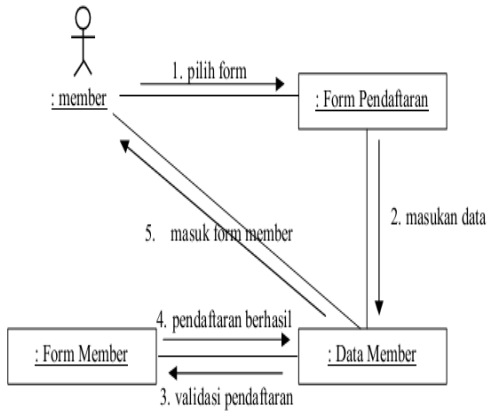 1. pilih form
: member
: Form Pendaftaran
2. masukan data
5. masuk form member
4. pendaftaran berhasil
: Form Member
: Data Member
3. validasi pendaftaran